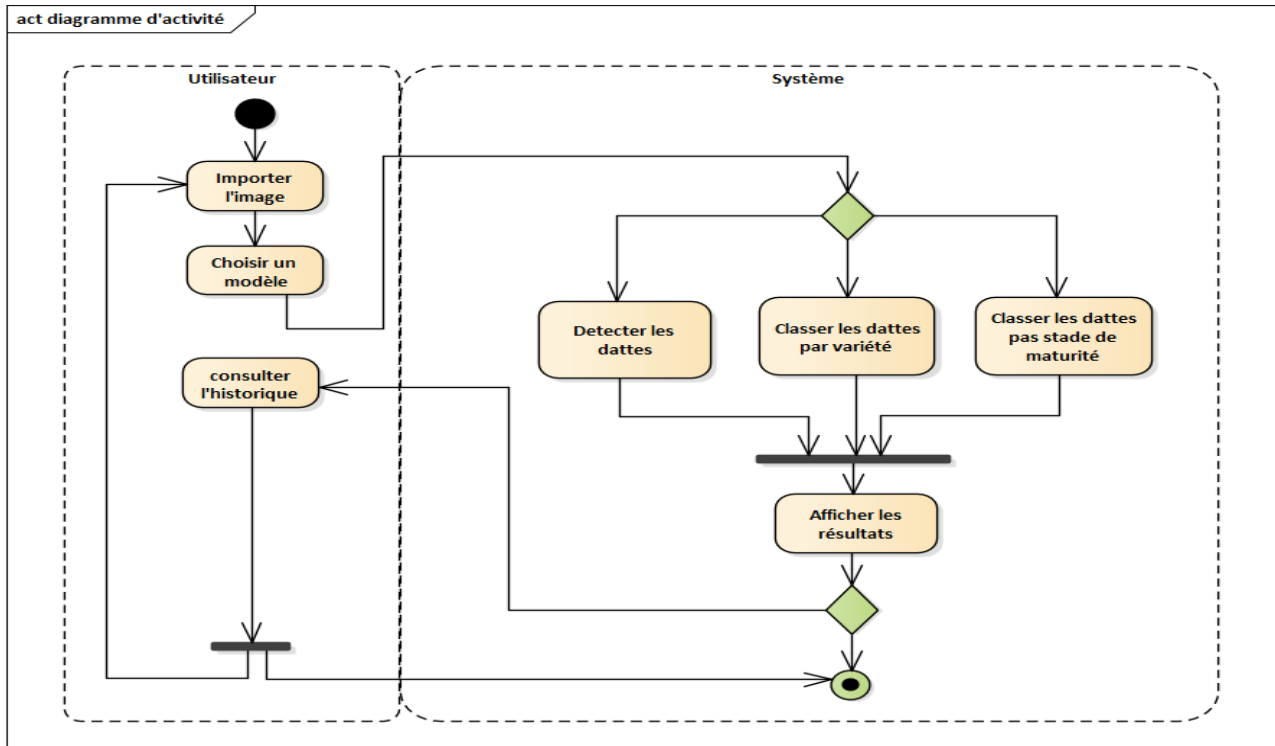 act diagramme d'activité
Utilisateur
Système
Importer
l'image
Choisir un
modèle
Detecter les
dattes
Classer les dattes
par variété
Classer les dattes
pas stade de
maturité
consulter
l'historique
Afficher les
résultats